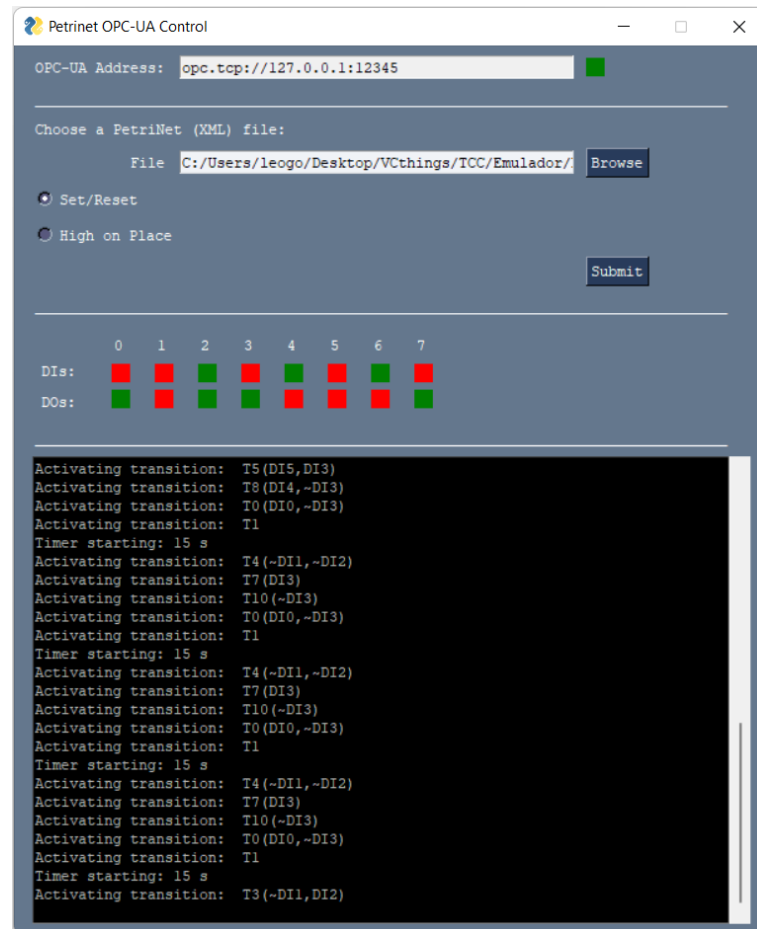 Petrinet OPC-UA Control
OPC-UA Address: opc.tcp://127.0.0.1:12345
Choose a PetriNet (XML) file:
File C:/Users/leogo/Desktop/VCthings/TCC/Emulador/ Browse
Set/Reset
High on Place
Submit
0 1 2 3 4 5 6 7
DIs:
DOs:
Activating transition: T5(DI5,DI3)
Activating transition: T8(DI4,~DI3)
Activating transition: T0(DI0,~DI3)
Activating transition: T1
Timer starting: 15 s
Activating transition: T4(~DI1,~DI2)
Activating transition: T7(DI3)
Activating transition: T10(~DI3)
Activating transition: T0(DI0,~DI3)
Activating transition: T1
Timer starting: 15 s
Activating transition: T4(~DI1,~DI2)
Activating transition: T7(DI3)
Activating transition: T10(~DI3)
Activating transition: T0(DI0,~DI3)
Activating transition: T1
Timer starting: 15 s
Activating transition: T4(~DI1,~DI2)
Activating transition: T7(DI3)
Activating transition: T10(~DI3)
Activating transition: T0(DI0,~DI3)
Activating transition: T1
Timer starting: 15 s
Activating transition: T3(~DI1,DI2)